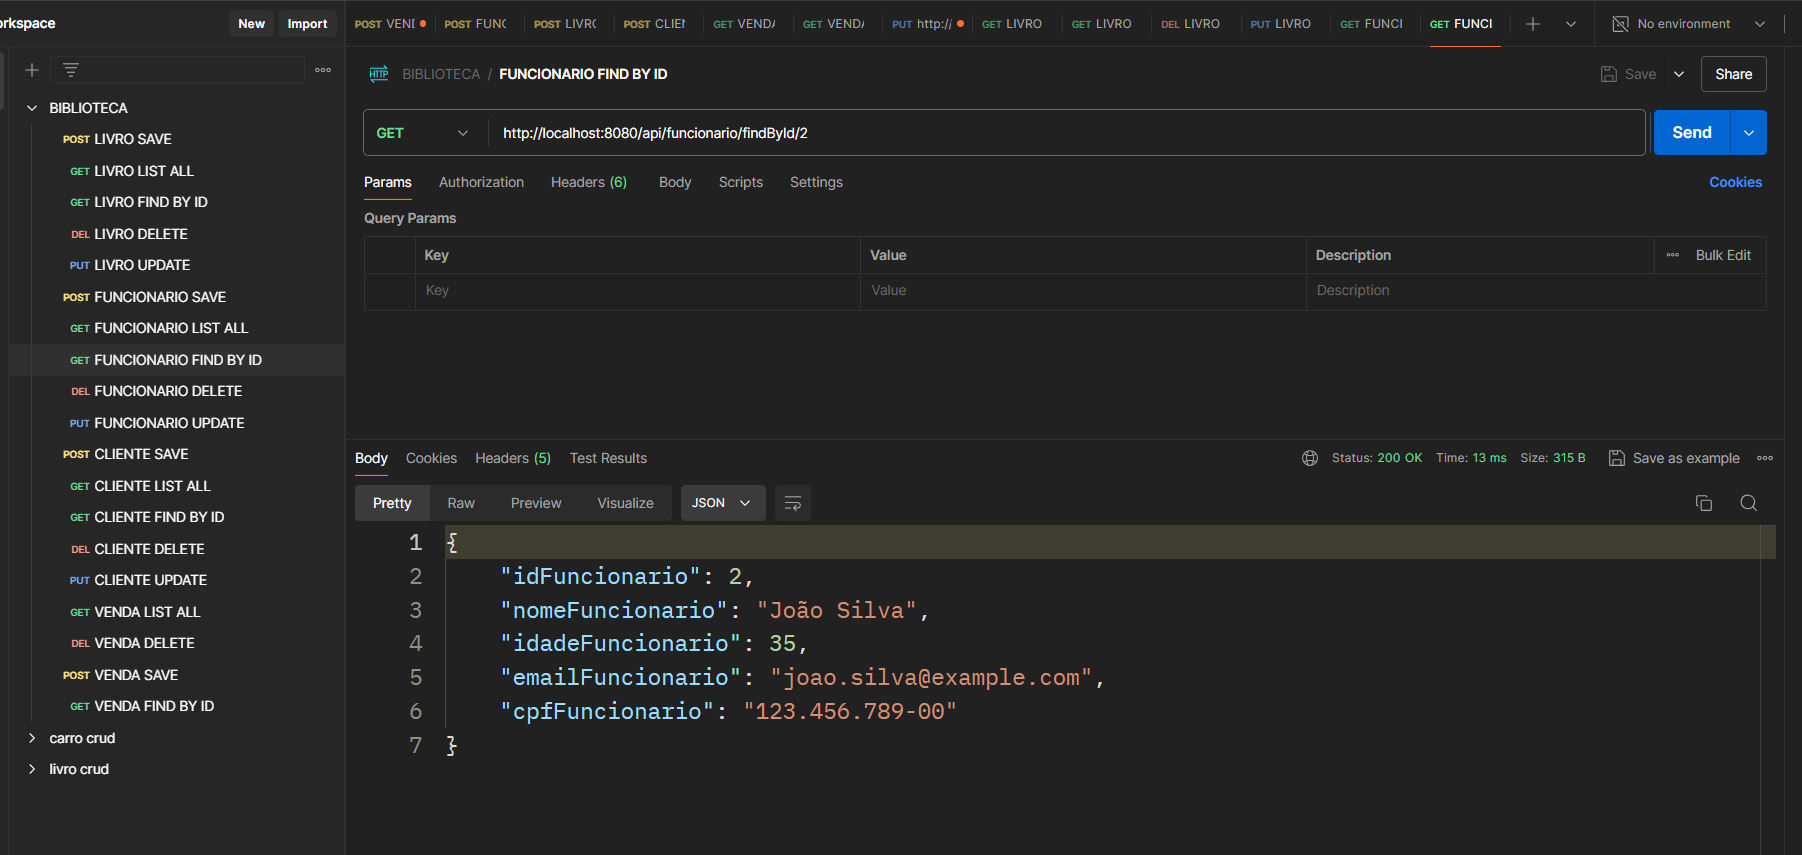 orkspace
New
Import
POST VEND
POST FUNC
POST LIVRO
POST CLIEN
GET VENDA
GET VENDA
PUT http://
GET LIVRO
GET LIVRO
DEL LIVRO
PUT LIVRO
GET FUNCI
GET FUNCI
No environment
BIBLIOTECA / FUNCIONARIO FIND BY ID
Save
Share
BIBLIOTECA
POST LIVRO SAVE
GET LIVRO LIST ALL
GET LIVRO FIND BY ID
DEL LIVRO DELETE
PUT LIVRO UPDATE
POST FUNCIONARIO SAVE
GET FUNCIONARIO LIST ALL
GET FUNCIONARIO FIND BY ID
DEL FUNCIONARIO DELETE
PUT FUNCIONARIO UPDATE
POST CLIENTE SAVE
GET CLIENTE LIST ALL
GET CLIENTE FIND BY ID
DEL CLIENTE DELETE
PUT CLIENTE UPDATE
GET VENDA LIST ALL
DEL VENDA DELETE
POST VENDA SAVE
GET VENDA FIND BY ID
carro crud
livro crud
HTTP
GET
http://localhost:8080/api/funcionario/findById/2
Send
Params Authorization Headers (6) Body Scripts Settings
Cookies
Query Params
Key Value Description Bulk Edit
Key Value Description
Body Cookies Headers (5) Test Results
Status: 200 OK Time: 13 ms Size: 315 B Save as example
Pretty Raw Preview Visualize JSON
1 {
2 "idFuncionario": 2,
3 "nomeFuncionario": "João Silva",
4 "idadeFuncionario": 35,
5 "emailFuncionario": "joao.silva@example.com",
6 "cpfFuncionario": "123.456.789-00"
7 }